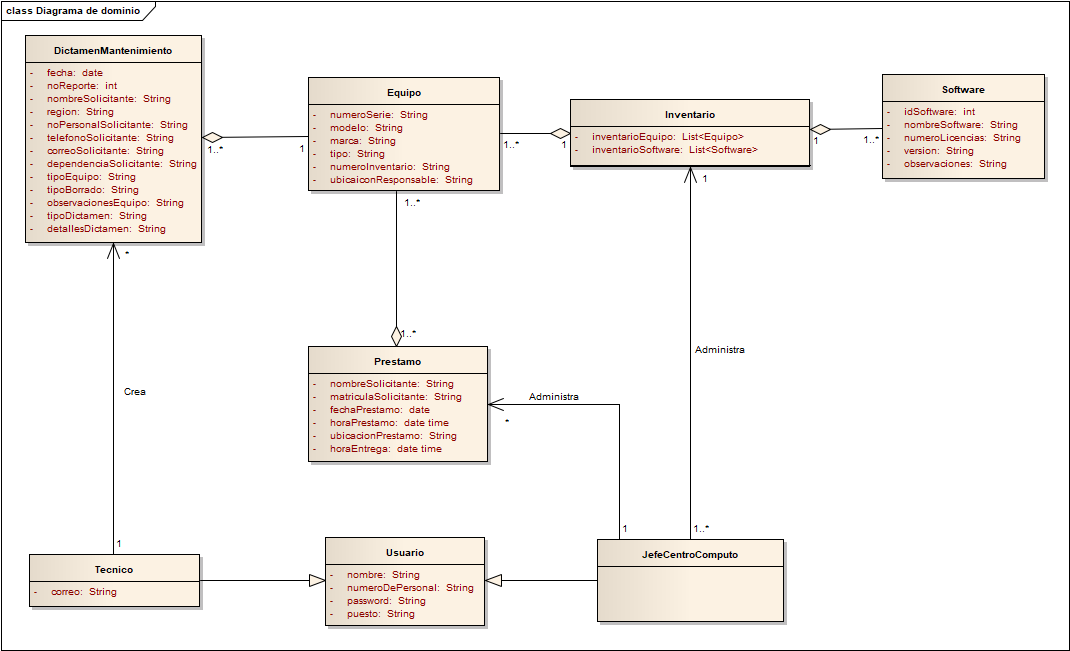 class Diagrama de dominio
DictamenMantenimiento
- fecha: date
- noReporte: int
- nombreSolicitante: String
- region: String
- noPersonalSolicitante: String
- telefonoSolicitante: String
- correoSolicitante: String
- dependenciaSolicitante: String
- tipoEquipo: String
- tipoBorrado: String
- observacionesEquipo: String
- tipoDictamen: String
- detallesDictamen: String
1..*
1
Equipo
- numeroSerie: String
- modelo: String
- marca: String
- tipo: String
- numeroInventario: String
- ubicaiconResponsable: String
1..*
1
Inventario
- inventarioEquipo: List<Equipo>
- inventarioSoftware: List<Software>
1
1..*
Software
- idSoftware: int
- nombreSoftware: String
- numeroLicencias: String
- version: String
- observaciones: String
1..*
1..*
*
1
Crea
1
Administra
1..*
Prestamo
- nombreSolicitante: String
- matriculaSolicitante: String
- fechaPrestamo: date
- horaPrestamo: date time
- ubicacionPrestamo: String
- horaEntrega: date time
Administra
*
1
Tecnico
- correo: String
Usuario
- nombre: String
- numeroDePersonal: String
- password: String
- puesto: String
JefeCentroComputo